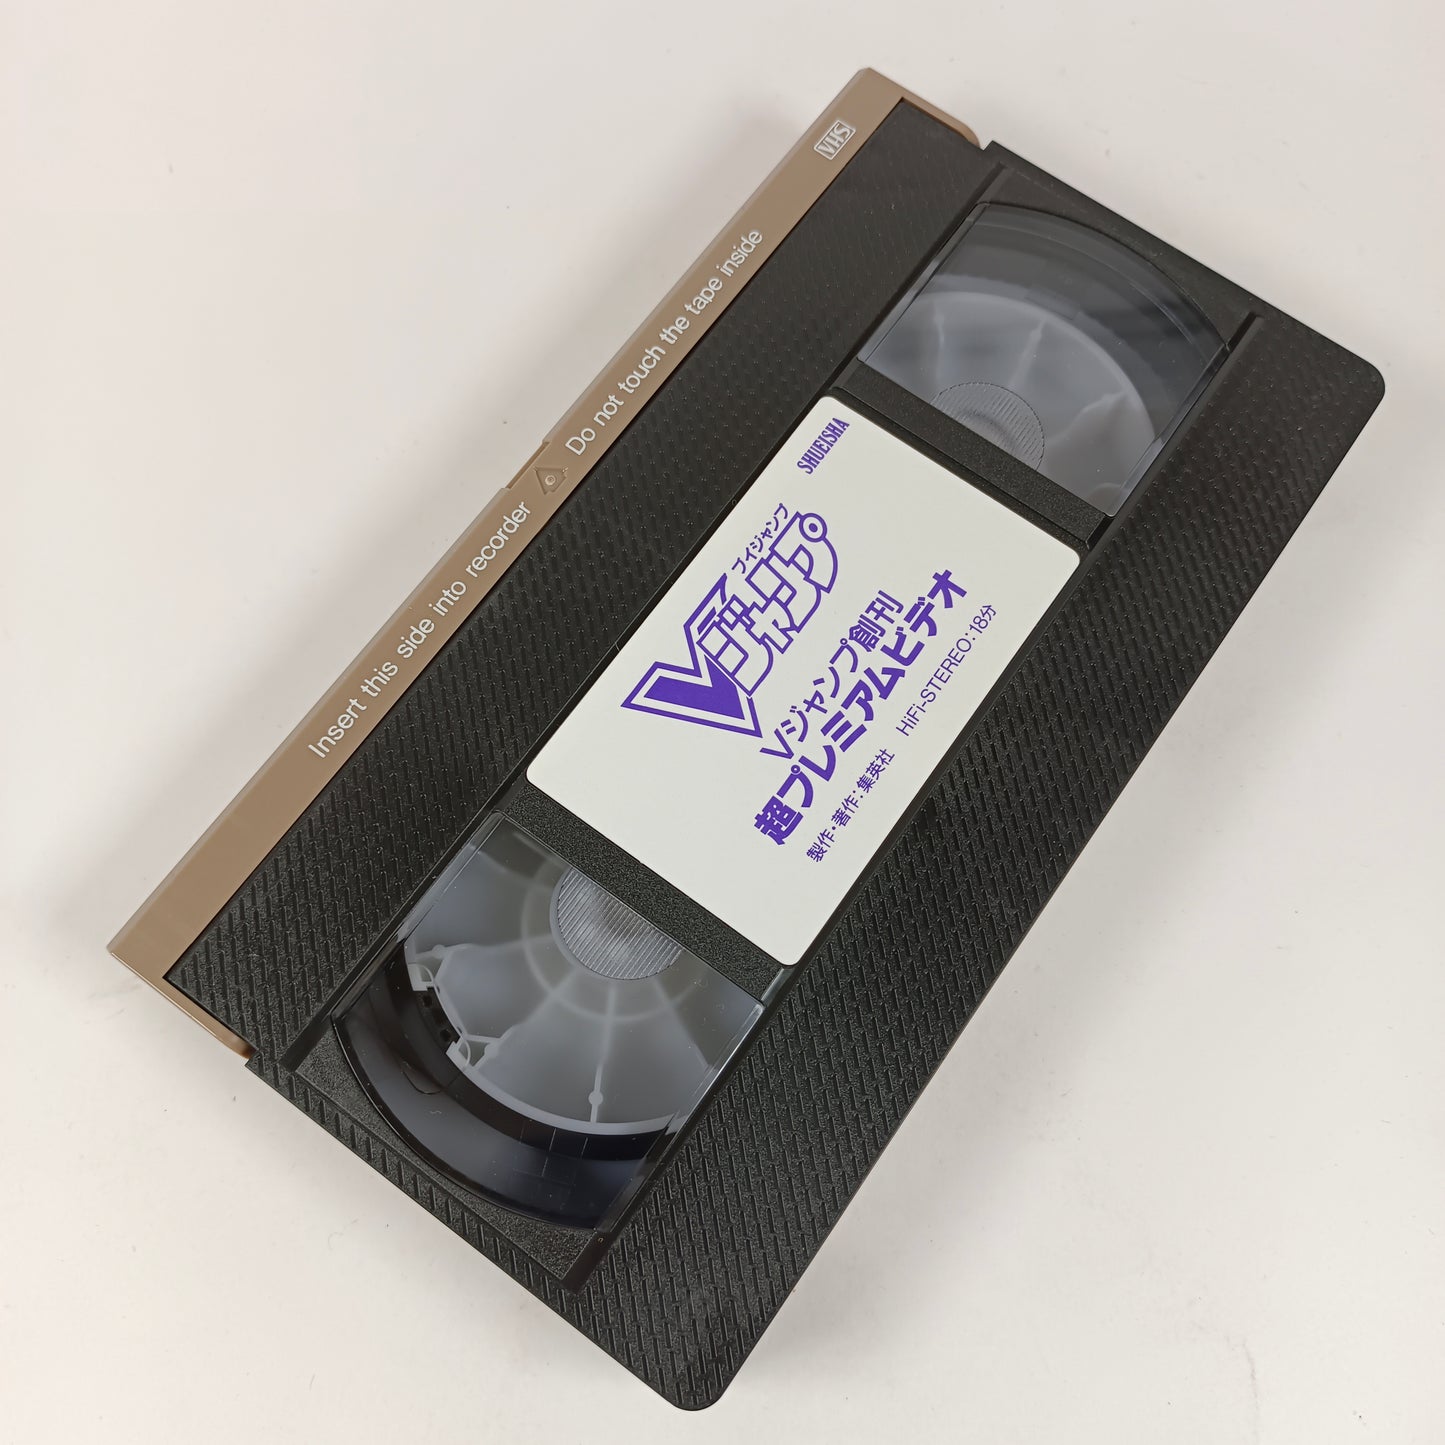 VHS
Insert this side into recorder Do not touch the tape inside
SHUEISHA
ブイジャンプ
Vジャンプ
Vジャンプ創刊
超プレミアムビデオ
製作・著作：集英社 HiFi-STEREO：18分